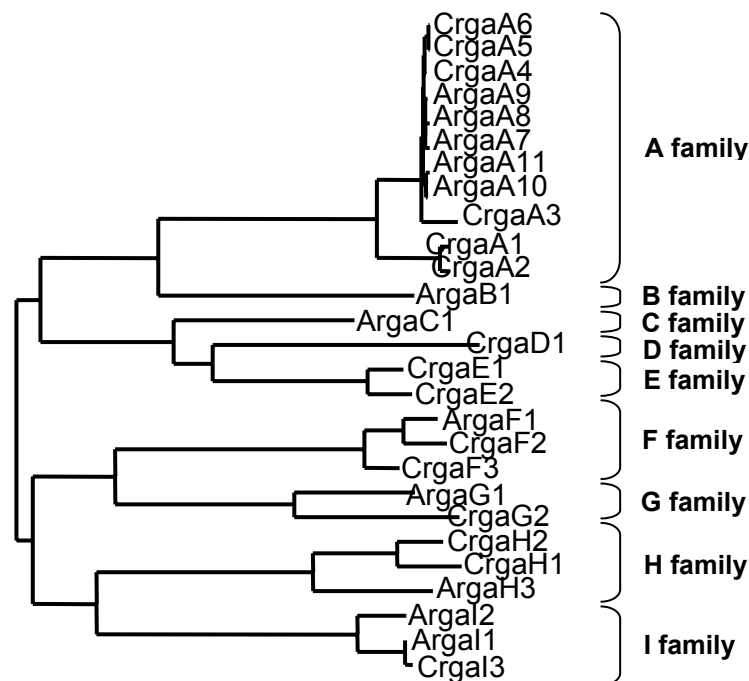 CrgaA6
CrgaA5
CrgaA4
ArgaA9
ArgaA8
ArgaA7
ArgaA11
ArgaA10
CrgaA3
CrgaA1
CrgaA2
ArgaB1
ArgaC1
CrgaD1
CrgaE1
CrgaE2
ArgaF1
CrgaF2
CrgaF3
ArgaG1
CrgaG2
CrgaH2
CrgaH1
ArgaH3
ArgaI2
ArgaI1
CrgaI3
A family
B family
C family
D family
E family
F family
G family
H family
I family